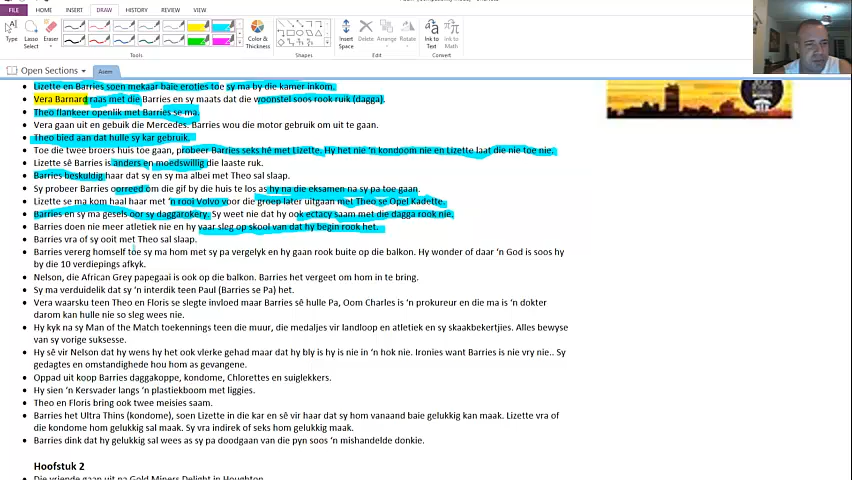 FILE HOME INSERT DRAW HISTORY REVIEW VIEW
Type
Lasso Select
Eraser
Tools
Color & Thickness
Shapes
Insert Space
Delete
Arrange
Rotate
Edit
Ink to Text
Ink to Math
Convert
Open Sections
Aseen
• Lizette en Barries soen mekaar baie eroties toe sy ma by die kamer inkom.
• Vera Barnard raas met die Barries en sy maats dat die woonstel soos rook ruik (dagga).
• Theo flankeer openlik met Barries se ma.
• Vera gaan uit en gebuik die Mercedes. Barries wou die motor gebruik om uit te gaan.
• Theo bied aan dat hulle sy kar gebruik.
• Toe die twee broers huis toe gaan, probeer Barries seks hê met Lizette. Hy het nie 'n kondoom nie en Lizette laat die nie toe nie.
• Lizette sê Barries is anders en moedswillig die laaste ruk.
• Barries beskuldig haar dat sy en sy ma albei met Theo sal slaap.
• Sy probeer Barries oorreed om die gif by die huis te los as hy na die eksamen na sy pa toe gaan.
• Lizette se ma kom haal haar met 'n rooi Volvo voor die groep later uitgaan met Theo se Opel Kadette.
• Barries en sy ma gesels oor sy daggarokery. Sy weet nie dat hy ook ectacy saam met die dagga rook nie.
• Barries doen nie meer atletiek nie en hy vaar sleg op skool van dat hy begin rook het.
• Barries vra of sy ooit met Theo sal slaap.
• Barries vererg homself toe sy ma hom met sy pa vergelyk en hy gaan rook buite op die balkon. Hy wonder of daar 'n God is soos hy
by die 10 verdiepings afkyk.
• Nelson, die African Grey papegaai is ook op die balkon. Barries het vergeet om hom in te bring.
• Sy ma verduidelik dat sy 'n interdik teen Paul (Barries se Pa) het.
• Vera waarsku teen Theo en Floris se slegte invloed maar Barries sê hulle Pa, Oom Charles is 'n prokureur en die ma is 'n dokter
darom kan hulle nie so sleg wees nie.
• Hy kyk na sy Man of the Match toekennings teen die muur, die medaljes vir landloop en atletiek en sy skaakbekertjies. Alles bewyse
van sy vorige suksesse.
• Hy sê vir Nelson dat hy wens hy het ook vlerke gehad maar dat hy bly is hy is nie in 'n hok nie. Ironies want Barries is nie vry nie.. Sy
gedagtes en omstandighede hou hom as gevangene.
• Oppad uit koop Barries daggakoppe, kondome, Chlorettes en suiglekkers.
• Hy sien 'n Kersvader langs 'n plastiekboom met liggies.
• Theo en Floris bring ook twee meisies saam.
• Barries het Ultra Thins (kondome), soen Lizette in die kar en sê vir haar dat sy hom vanaand baie gelukkig kan maak. Lizette vra of
die kondome hom gelukkig sal maak. Sy vra indirek of seks hom gelukkig maak.
• Barries dink dat hy gelukkig sal wees as sy pa doodgaan van die pyn soos 'n mishandelde donkie.
Hoofstuk 2
• Die vriende gaan uit na Gold Miners Delight in Houghton.